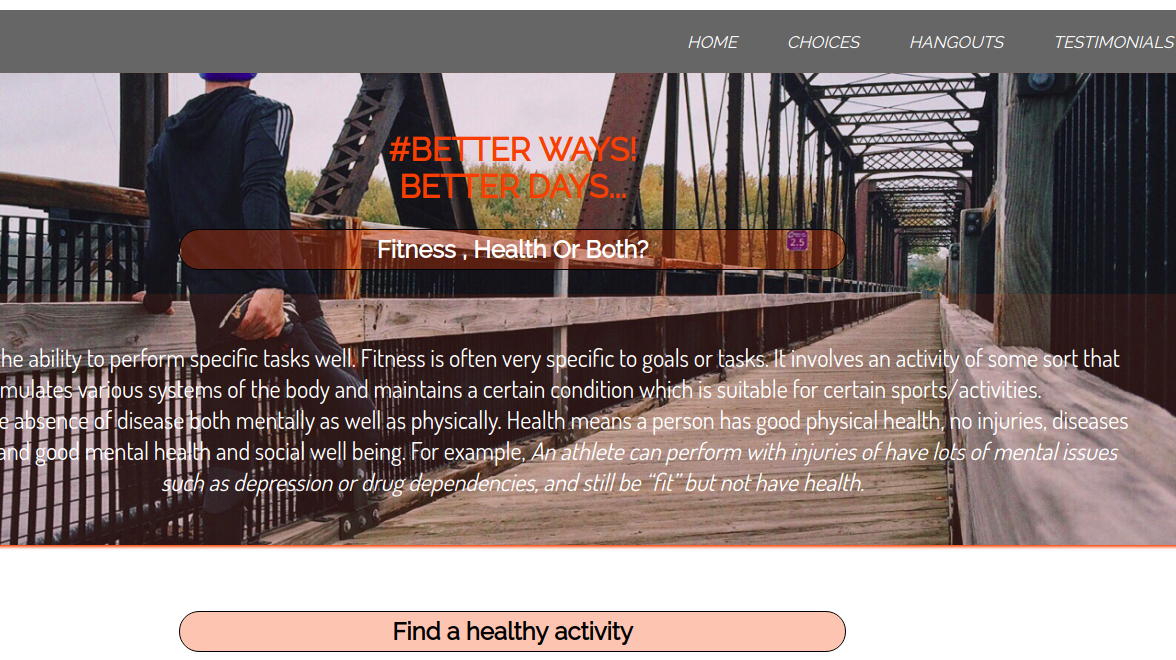 HOME CHOICES HANGOUTS TESTIMONIALS
#BETTER WAYS!
BETTER DAYS...
Fitness , Health Or Both?
2.5
he ability to perform specific tasks well. Fitness is often very specific to goals or tasks. It involves an activity of some sort that
mulates various systems of the body and maintains a certain condition which is suitable for certain sports/activities.
e absence of disease both mentally as well as physically. Health means a person has good physical health, no injuries, diseases
and good mental health and social well being. For example, An athlete can perform with injuries of have lots of mental issues
such as depression or drug dependencies, and still be “fit” but not have health.
Find a healthy activity